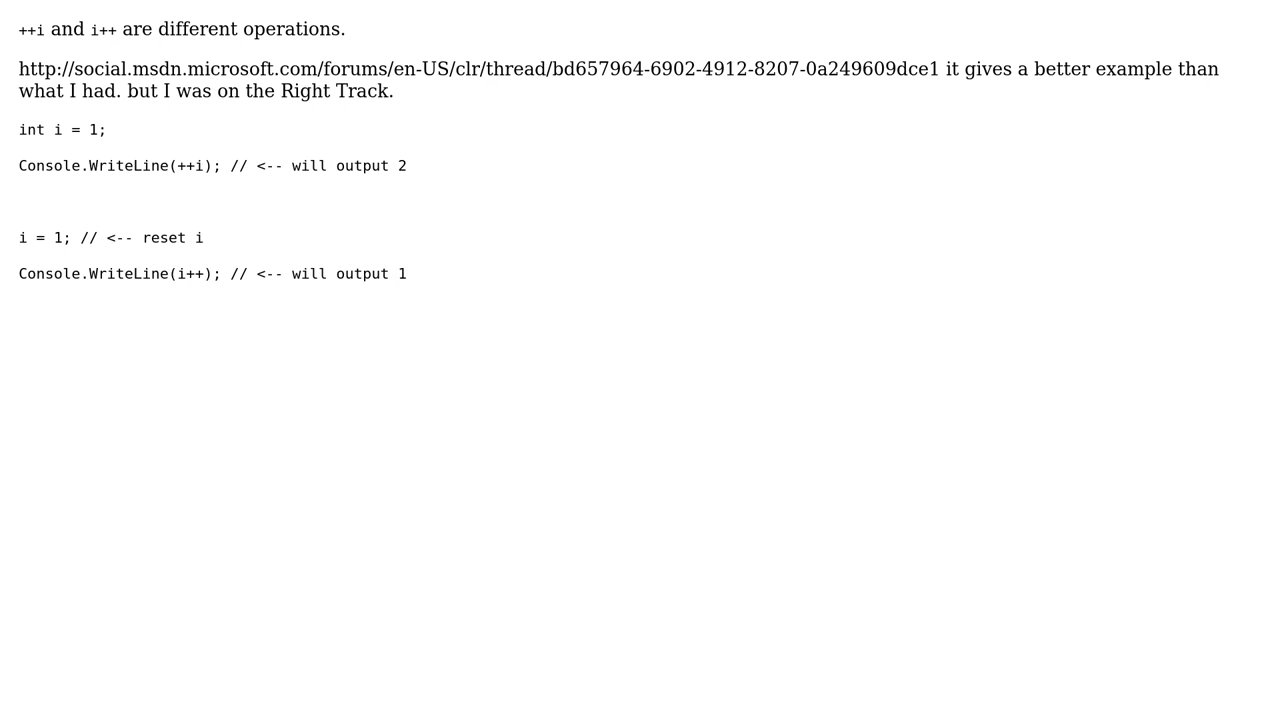 ++i and i++ are different operations.
http://social.msdn.microsoft.com/forums/en-US/clr/thread/bd657964-6902-4912-8207-0a249609dce1 it gives a better example than
what I had. but I was on the Right Track.
int i = 1;
Console.WriteLine(++i); // <-- will output 2
i = 1; // <-- reset i
Console.WriteLine(i++); // <-- will output 1